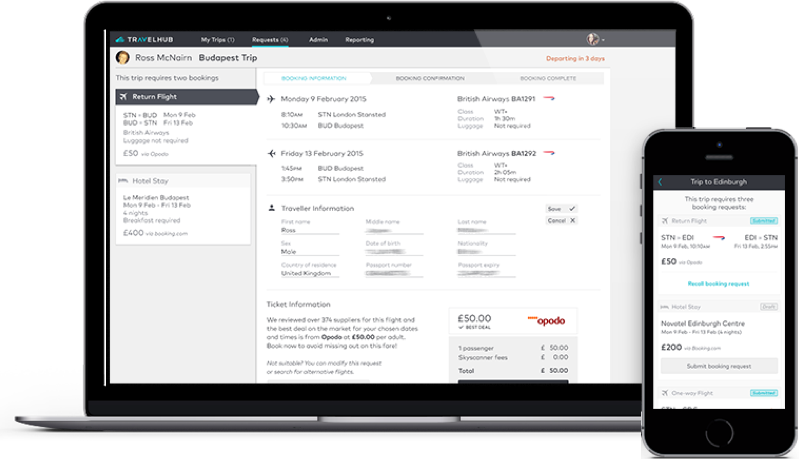 TRAVELHUB
My Trips (1)
Requests (6)
Admin
Reporting
Ross McNairn Budapest Trip
Departing in 3 days
This trip requires two bookings
Return Flight
STN - BUD Mon 9 Feb
BUD - STN Fri 13 Feb
British Airways
Luggage not required
£50 via Opodo
Hotel Stay
Le Meridien Budapest
Mon 9 Feb - Fri 13 Feb
4 nights
Breakfast required
£400 via booking.com
BOOKING INFORMATION
BOOKING CONFIRMATION
BOOKING COMPLETE
Monday 9 February 2015
8:10AM STN London Stansted
10:30AM BUD Budapest
British Airways BA1291
Class WT+
Duration 1h 30m
Luggage Not required
Friday 13 February 2015
1:45PM BUD Budapest
3:50PM STN London Stansted
British Airways BA1292
Class WT+
Duration 2h 05m
Luggage Not required
Traveller Information
Save
Cancel
First name
Ross
Middle name
Last name
Sex
Male
Date of birth
Nationality
Country of residence
United Kingdom
Passport number
Passport expiry
Ticket Information
We reviewed over 374 suppliers for this flight and
the best deal on the market for your chosen dates
and times is from Opodo at £50.00 per adult.
Book now to avoid missing out on this fare!
Not suitable? You can modify this request
or search for alternative flights.
£50.00
BEST DEAL
opodo
1 passenger £ 50.00
Skyscanner fees £ 0.00
Total £ 50.00
Trip to Edinburgh
This trip requires three
booking requests:
Return Flight
Submitted
STN - EDI
EDI - STN
Mon 9 Feb, 10:10AM
Fri 13 Feb, 2:55PM
£50 via Opodo
Recall booking request
Hotel Stay
Draft
Novotel Edinburgh Centre
Mon 9 Feb - Fri 13 Feb (4 nights)
£200 via Booking.com
Submit booking request
One-way Flight
Submitted